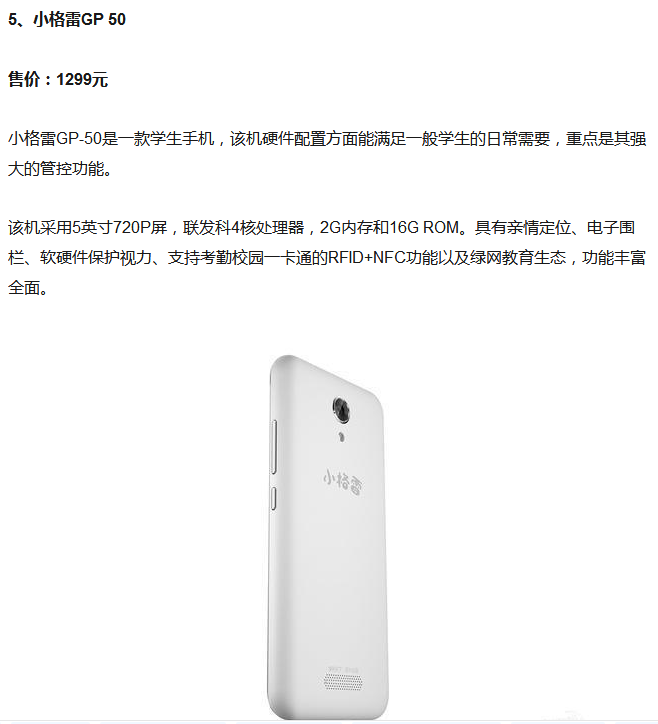 5、小格雷GP 50
售价：1299元
小格雷GP-50是一款学生手机，该机硬件配置方面能满足一般学生的日常需要，重点是其强
大的管控功能。
该机采用5英寸720P屏，联发科4核处理器，2G内存和16G ROM。具有亲情定位、电子围
栏、软硬件保护视力、支持考勤校园一卡通的RFID+NFC功能以及绿网教育生态，功能丰富
全面。
小格雷